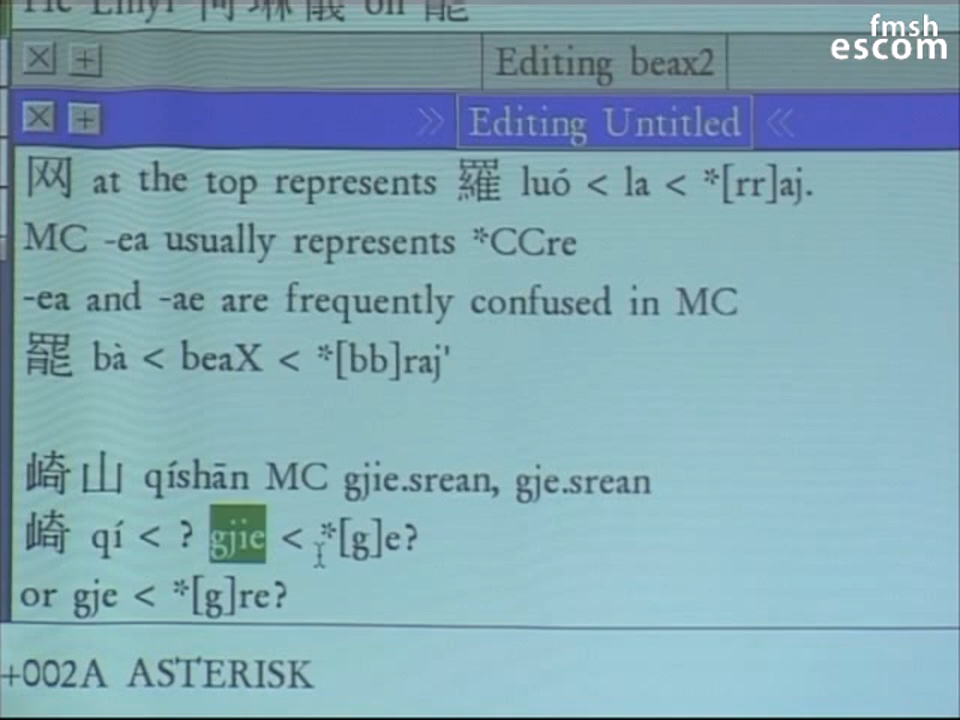 fmsh
escom
Editing beax2
Editing Untitled
网 at the top represents 羅 luó < la < *[rr]aj.
MC -ea usually represents *CCre
-ea and -ae are frequently confused in MC
罷 bà < beaX < *[bb]raj'
崎山 qíshān MC gjie.srean, gje.srean
崎 qí < ? gjie < *[g]e?
or gje < *[g]re?
+002A ASTERISK